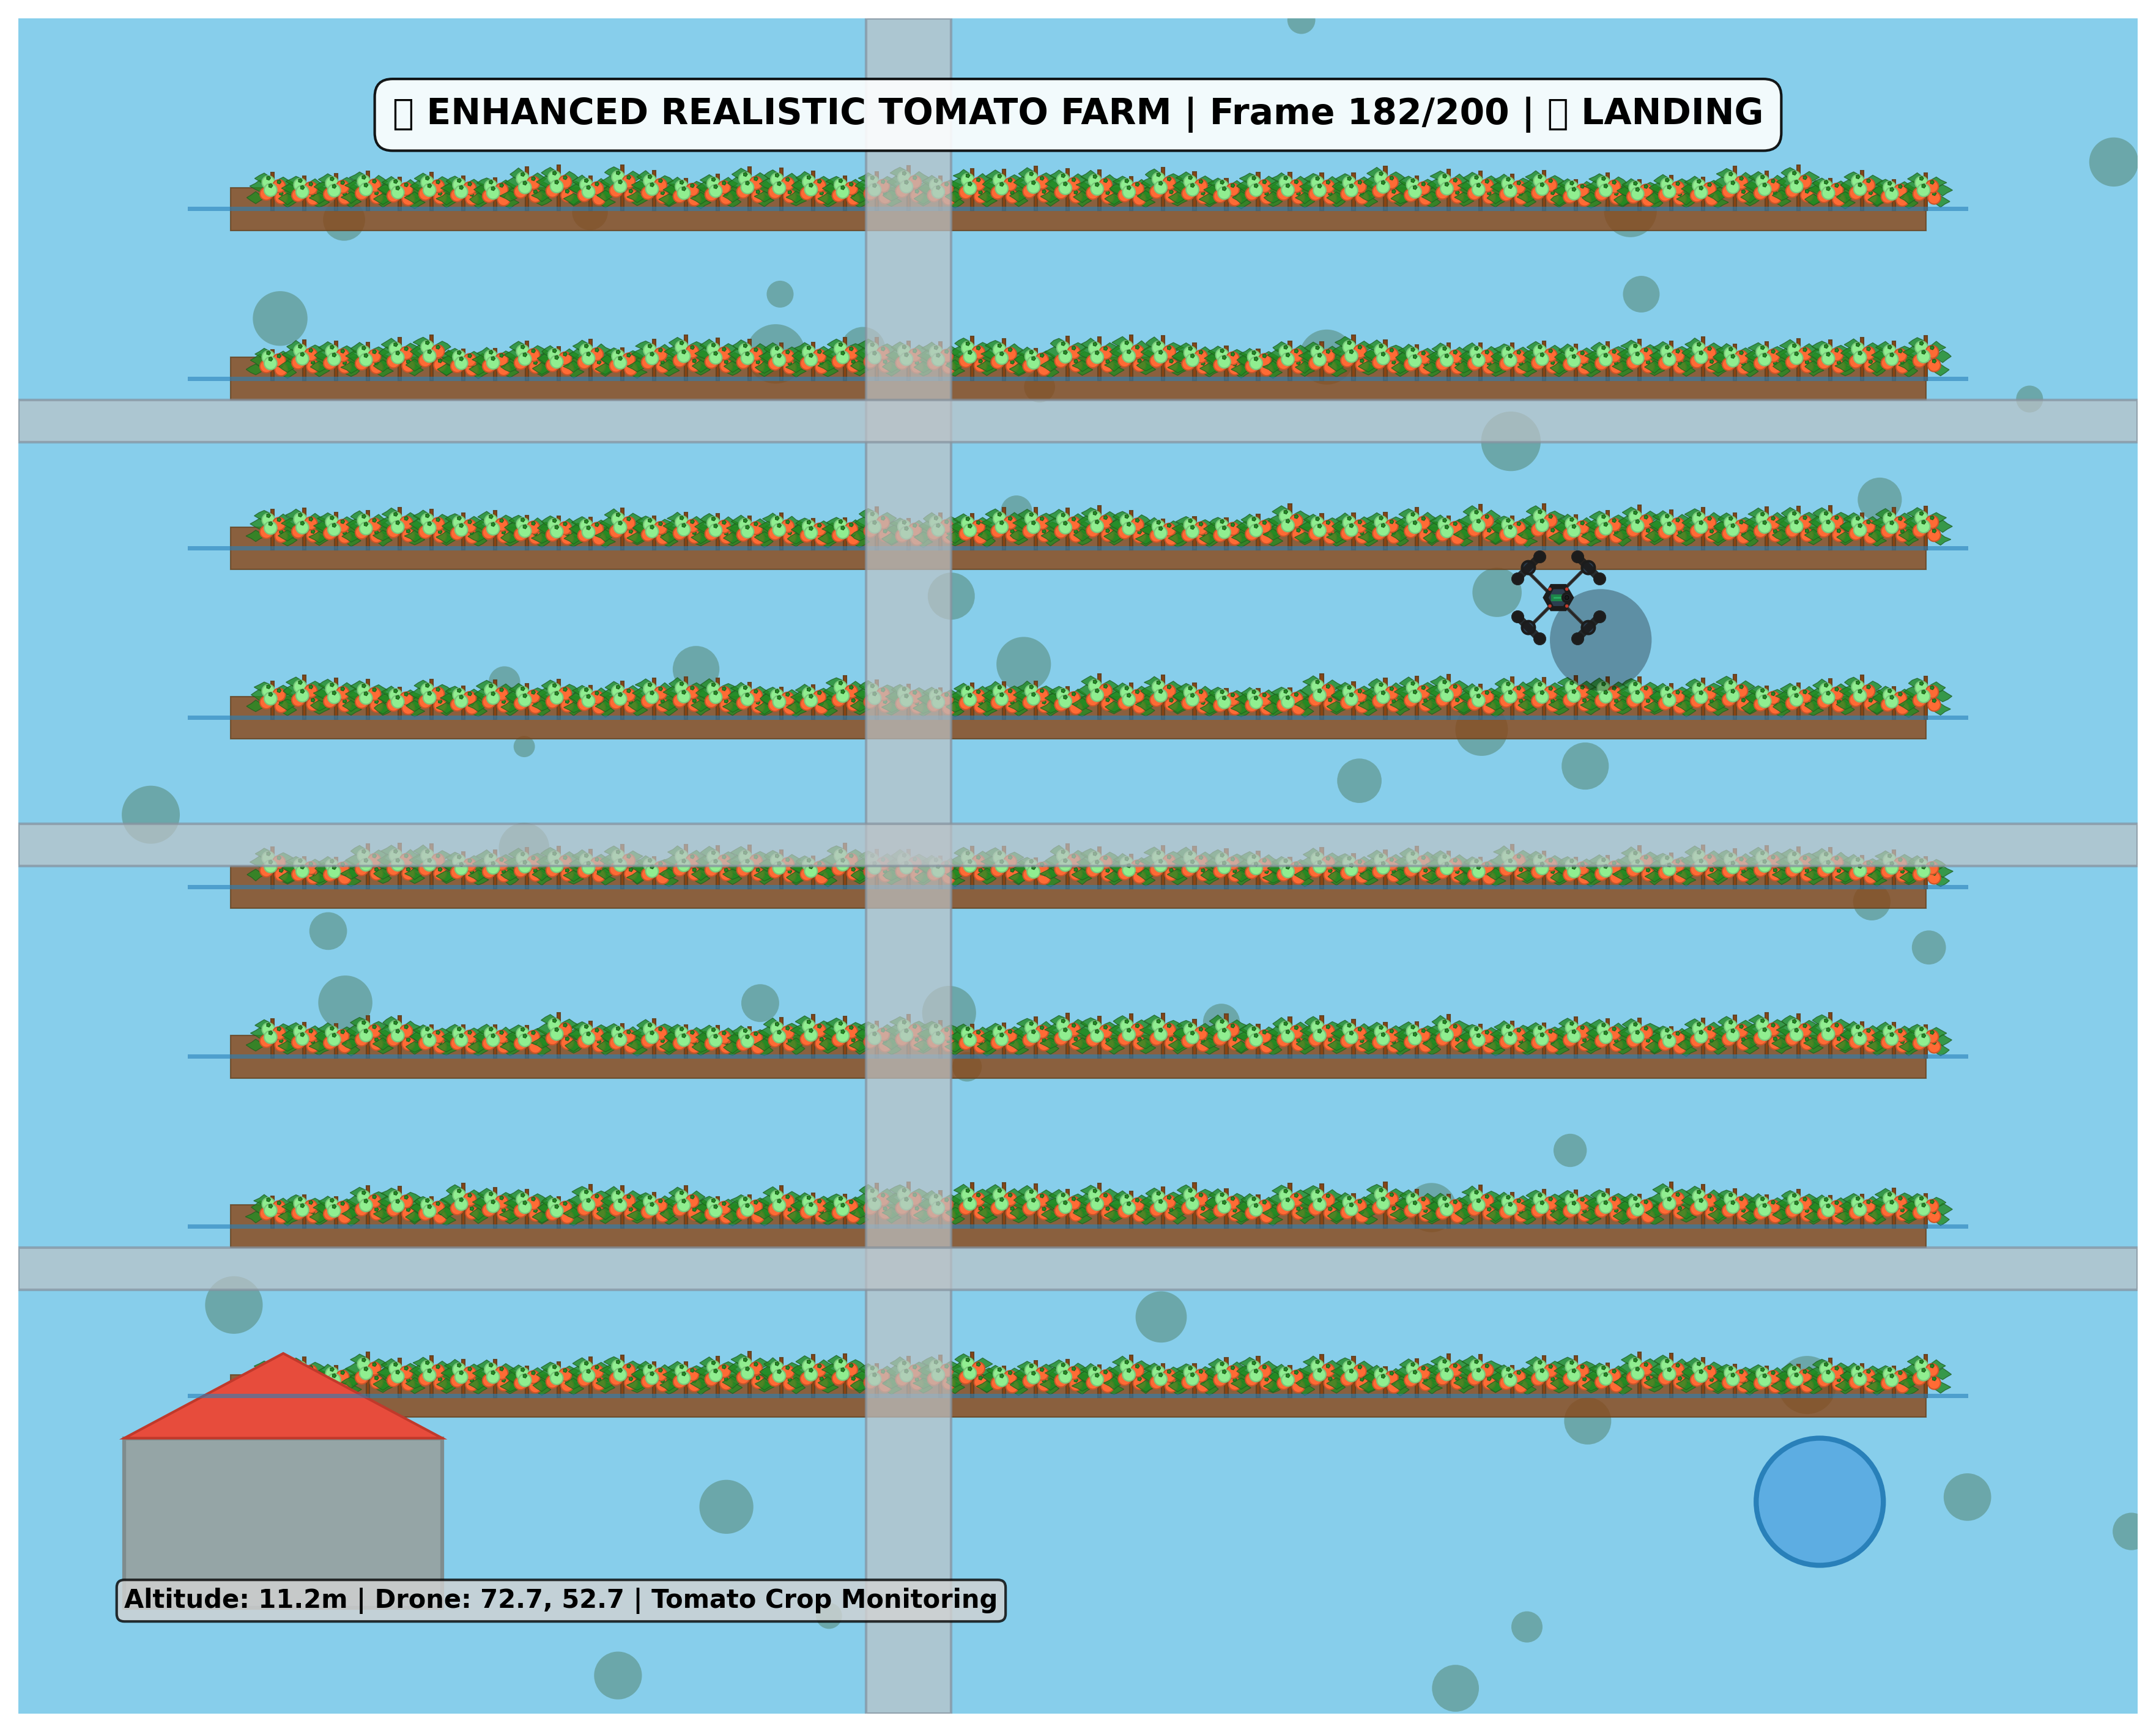 ▯ ENHANCED REALISTIC TOMATO FARM | Frame 182/200 | ▯ LANDING
Altitude: 11.2m | Drone: 72.7, 52.7 | Tomato Crop Monitoring